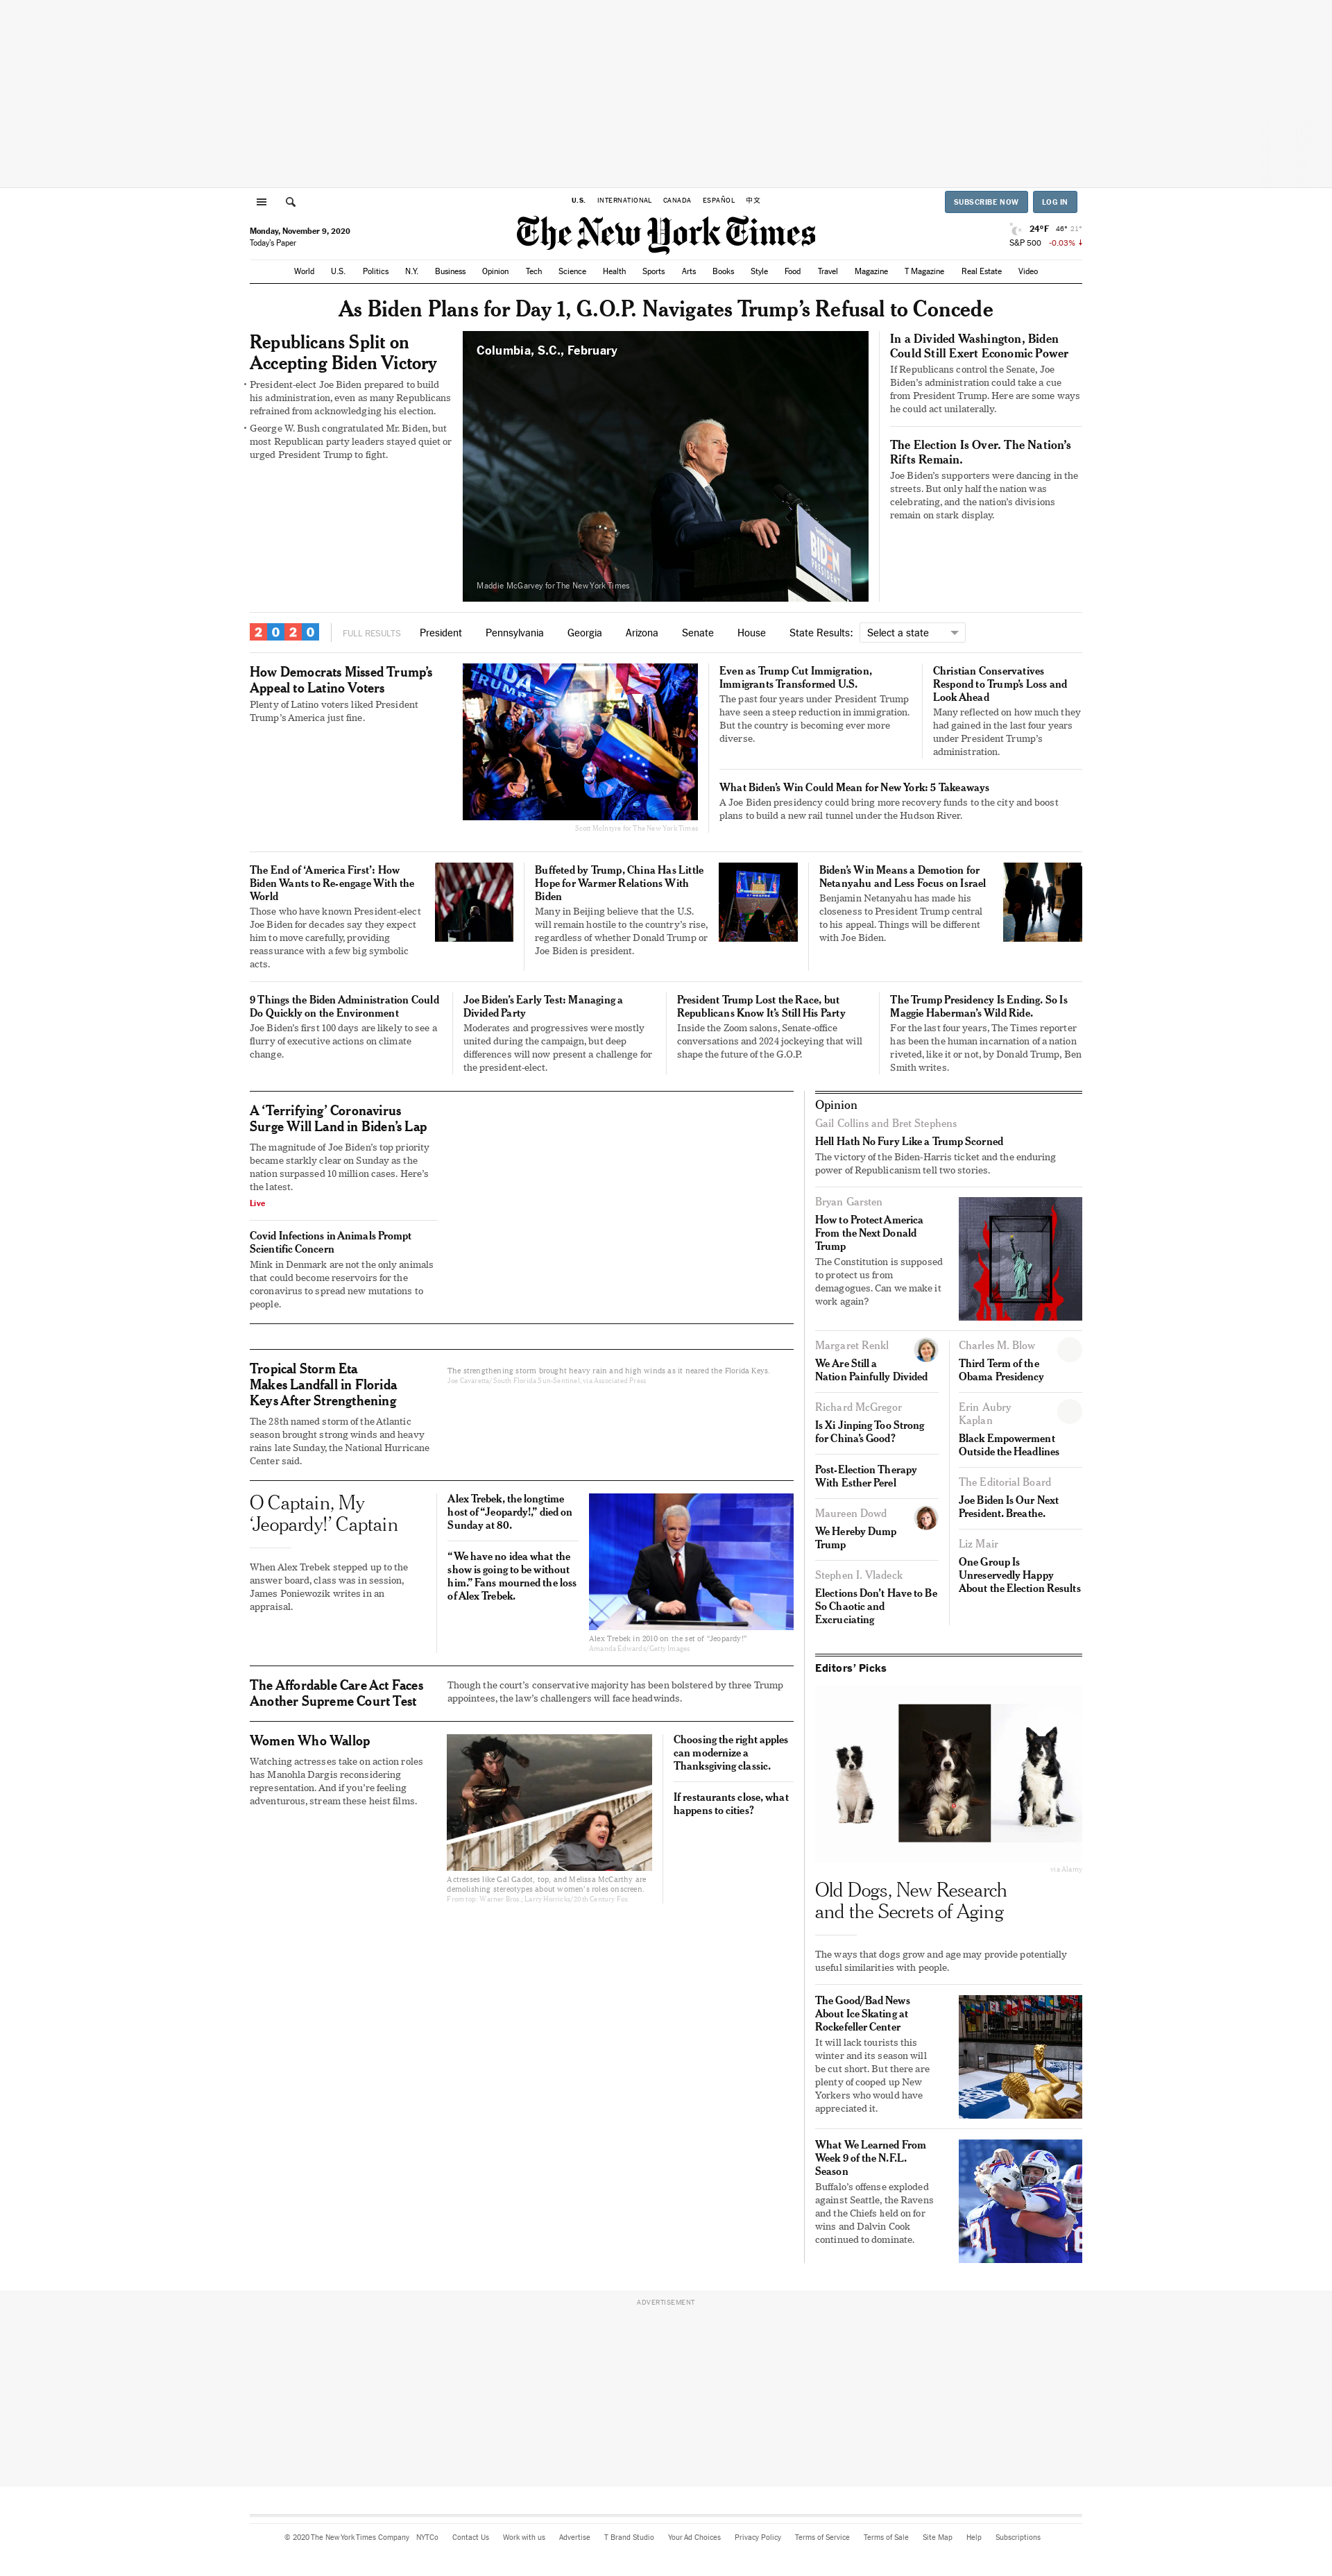 U.S. INTERNATIONAL CANADA ESPAÑOL 中文
SUBSCRIBE NOW LOG IN
Monday, November 9, 2020
Today's Paper
The New York Times
24°F 46° 21°
S&P 500 -0.03%
World U.S. Politics N.Y. Business Opinion Tech Science Health Sports Arts Books Style Food Travel Magazine T Magazine Real Estate Video
As Biden Plans for Day 1, G.O.P. Navigates Trump's Refusal to Concede
Republicans Split on
Accepting Biden Victory
• President-elect Joe Biden prepared to build
his administration, even as many Republicans
refrained from acknowledging his election.
• George W. Bush congratulated Mr. Biden, but
most Republican party leaders stayed quiet or
urged President Trump to fight.
Columbia, S.C., February
BIDEN
PRESIDENT
Maddie McGarvey for The New York Times
In a Divided Washington, Biden
Could Still Exert Economic Power
If Republicans control the Senate, Joe
Biden's administration could take a cue
from President Trump. Here are some ways
he could act unilaterally.
The Election Is Over. The Nation's
Rifts Remain.
Joe Biden's supporters were dancing in the
streets. But only half the nation was
celebrating, and the nation's divisions
remain on stark display.
2020 FULL RESULTS President Pennsylvania Georgia Arizona Senate House State Results: Select a state
How Democrats Missed Trump's
Appeal to Latino Voters
Plenty of Latino voters liked President
Trump's America just fine.
TRUMP
Scott McIntyre for The New York Times
Even as Trump Cut Immigration,
Immigrants Transformed U.S.
The past four years under President Trump
have seen a steep reduction in immigration.
But the country is becoming ever more
diverse.
Christian Conservatives
Respond to Trump's Loss and
Look Ahead
Many reflected on how much they
had gained in the last four years
under President Trump's
administration.
What Biden's Win Could Mean for New York: 5 Takeaways
A Joe Biden presidency could bring more recovery funds to the city and boost
plans to build a new rail tunnel under the Hudson River.
The End of 'America First': How
Biden Wants to Re-engage With the
World
Those who have known President-elect
Joe Biden for decades say they expect
him to move carefully, providing
reassurance with a few big symbolic
acts.
Buffeted by Trump, China Has Little
Hope for Warmer Relations With
Biden
Many in Beijing believe that the U.S.
will remain hostile to the country's rise,
regardless of whether Donald Trump or
Joe Biden is president.
Biden's Win Means a Demotion for
Netanyahu and Less Focus on Israel
Benjamin Netanyahu has made his
closeness to President Trump central
to his appeal. Things will be different
with Joe Biden.
9 Things the Biden Administration Could
Do Quickly on the Environment
Joe Biden's first 100 days are likely to see a
flurry of executive actions on climate
change.
Joe Biden's Early Test: Managing a
Divided Party
Moderates and progressives were mostly
united during the campaign, but deep
differences will now present a challenge for
the president-elect.
President Trump Lost the Race, but
Republicans Know It's Still His Party
Inside the Zoom salons, Senate-office
conversations and 2024 jockeying that will
shape the future of the G.O.P.
The Trump Presidency Is Ending. So Is
Maggie Haberman's Wild Ride.
For the last four years, The Times reporter
has been the human incarnation of a nation
riveted, like it or not, by Donald Trump, Ben
Smith writes.
A 'Terrifying' Coronavirus
Surge Will Land in Biden's Lap
The magnitude of Joe Biden's top priority
became starkly clear on Sunday as the
nation surpassed 10 million cases. Here's
the latest.
Live
Covid Infections in Animals Prompt
Scientific Concern
Mink in Denmark are not the only animals
that could become reservoirs for the
coronavirus to spread new mutations to
people.
Tropical Storm Eta
Makes Landfall in Florida
Keys After Strengthening
The 28th named storm of the Atlantic
season brought strong winds and heavy
rains late Sunday, the National Hurricane
Center said.
The strengthening storm brought heavy rain and high winds as it neared the Florida Keys.
Joe Cavaretta/South Florida Sun-Sentinel, via Associated Press
O Captain, My
'Jeopardy!' Captain
When Alex Trebek stepped up to the
answer board, class was in session,
James Poniewozik writes in an
appraisal.
Alex Trebek, the longtime
host of "Jeopardy!," died on
Sunday at 80.
"We have no idea what the
show is going to be without
him." Fans mourned the loss
of Alex Trebek.
Alex Trebek in 2010 on the set of "Jeopardy!"
Amanda Edwards/Getty Images
The Affordable Care Act Faces
Another Supreme Court Test
Though the court's conservative majority has been bolstered by three Trump
appointees, the law's challengers will face headwinds.
Women Who Wallop
Watching actresses take on action roles
has Manohla Dargis reconsidering
representation. And if you're feeling
adventurous, stream these heist films.
Actresses like Gal Gadot, top, and Melissa McCarthy are
demolishing stereotypes about women's roles onscreen.
From top: Warner Bros.; Larry Horricks/20th Century Fox
Choosing the right apples
can modernize a
Thanksgiving classic.
If restaurants close, what
happens to cities?
Opinion
Gail Collins and Bret Stephens
Hell Hath No Fury Like a Trump Scorned
The victory of the Biden-Harris ticket and the enduring
power of Republicanism tell two stories.
Bryan Garsten
How to Protect America
From the Next Donald
Trump
The Constitution is supposed
to protect us from
demagogues. Can we make it
work again?
Margaret Renkl
We Are Still a
Nation Painfully Divided
Richard McGregor
Is Xi Jinping Too Strong
for China's Good?
Post-Election Therapy
With Esther Perel
Maureen Dowd
We Hereby Dump
Trump
Stephen I. Vladeck
Elections Don't Have to Be
So Chaotic and
Excruciating
Charles M. Blow
Third Term of the
Obama Presidency
Erin Aubry
Kaplan
Black Empowerment
Outside the Headlines
The Editorial Board
Joe Biden Is Our Next
President. Breathe.
Liz Mair
One Group Is
Unreservedly Happy
About the Election Results
Editors' Picks
via Alamy
Old Dogs, New Research
and the Secrets of Aging
The ways that dogs grow and age may provide potentially
useful similarities with people.
The Good/Bad News
About Ice Skating at
Rockefeller Center
It will lack tourists this
winter and its season will
be cut short. But there are
plenty of cooped up New
Yorkers who would have
appreciated it.
What We Learned From
Week 9 of the N.F.L.
Season
Buffalo's offense exploded
against Seattle, the Ravens
and the Chiefs held on for
wins and Dalvin Cook
continued to dominate.
ADVERTISEMENT
© 2020 The New York Times Company NYTCo Contact Us Work with us Advertise T Brand Studio Your Ad Choices Privacy Policy Terms of Service Terms of Sale Site Map Help Subscriptions